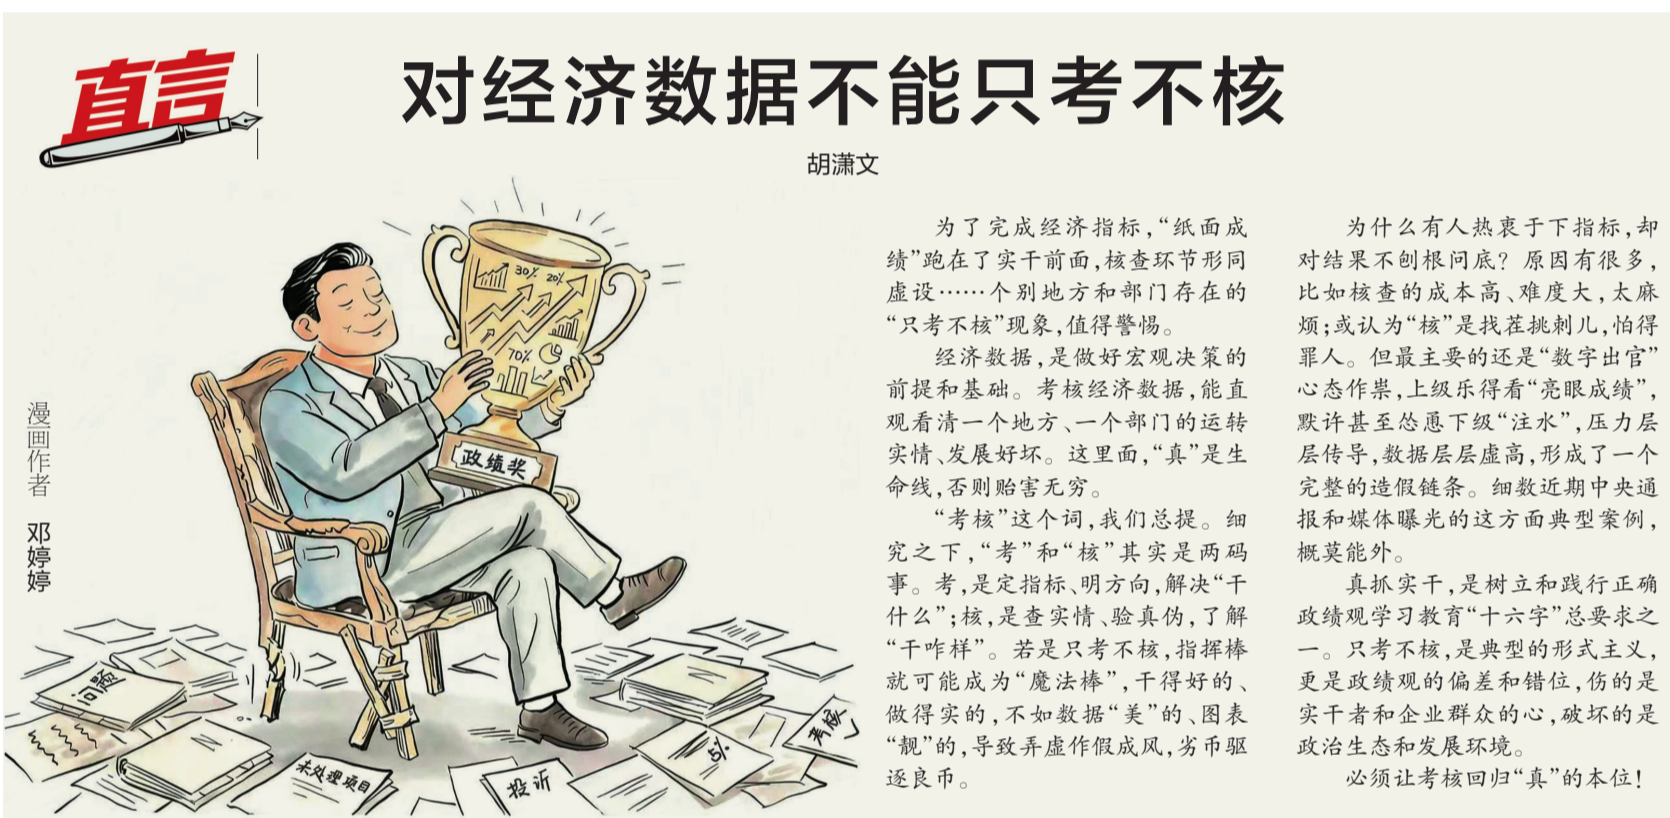 直言
对经济数据不能只考不核
胡潇文
漫画作者 邓婷婷
30%
20%
70%
政绩奖
问题
未处理项目
投诉
5%
考核
为了完成经济指标，“纸面成
绩”跑在了实干前面，核查环节形同
虚设……个别地方和部门存在的
“只考不核”现象，值得警惕。
经济数据，是做好宏观决策的
前提和基础。考核经济数据，能直
观看清一个地方、一个部门的运转
实情、发展好坏。这里面，“真”是生
命线，否则贻害无穷。
“考核”这个词，我们总提。细
究之下，“考”和“核”其实是两码
事。考，是定指标、明方向，解决“干
什么”；核，是查实情、验真伪，了解
“干咋样”。若是只考不核，指挥棒
就可能成为“魔法棒”，干得好的、
做得实的，不如数据“美”的、图表
“靓”的，导致弄虚作假成风，劣币驱
逐良币。
为什么有人热衷于下指标，却
对结果不刨根问底？原因有很多，
比如核查的成本高、难度大，太麻
烦；或认为“核”是找茬挑刺儿，怕得
罪人。但最主要的还是“数字出官”
心态作祟，上级乐得看“亮眼成绩”，
默许甚至怂恿下级“注水”，压力层
层传导，数据层层虚高，形成了一个
完整的造假链条。细数近期中央通
报和媒体曝光的这方面典型案例，
概莫能外。
真抓实干，是树立和践行正确
政绩观学习教育“十六字”总要求之
一。只考不核，是典型的形式主义，
更是政绩观的偏差和错位，伤的是
实干者和企业群众的心，破坏的是
政治生态和发展环境。
必须让考核回归“真”的本位！